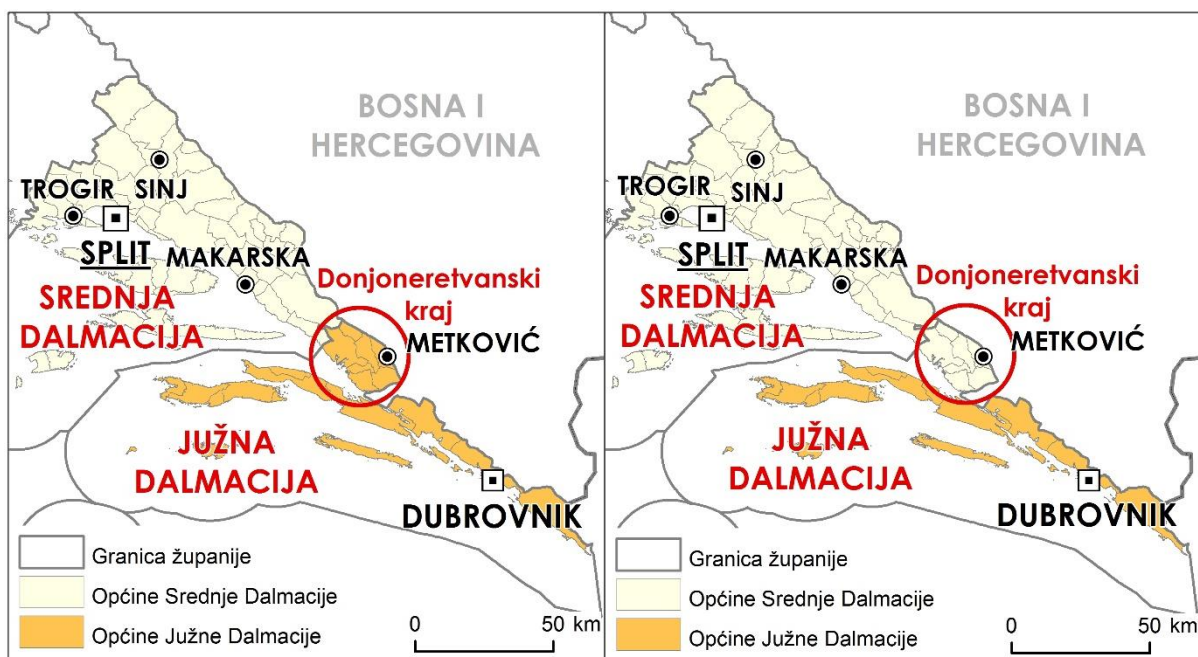 BOSNA I
HERCEGOVINA
TROGIR SINJ
SPLIT MAKARSKA
Donjoneretvanski
kraj
SREDNJA
DALMACIJA
METKOVIĆ
JUŽNA
DALMACIJA
DUBROVNIK
Granica županije
Općine Srednje Dalmacije
Općine Južne Dalmacije
0 50 km
BOSNA I
HERCEGOVINA
TROGIR SINJ
SPLIT MAKARSKA
Donjoneretvanski
kraj
SREDNJA
DALMACIJA
METKOVIĆ
JUŽNA
DALMACIJA
DUBROVNIK
Granica županije
Općine Srednje Dalmacije
Općine Južne Dalmacije
0 50 km